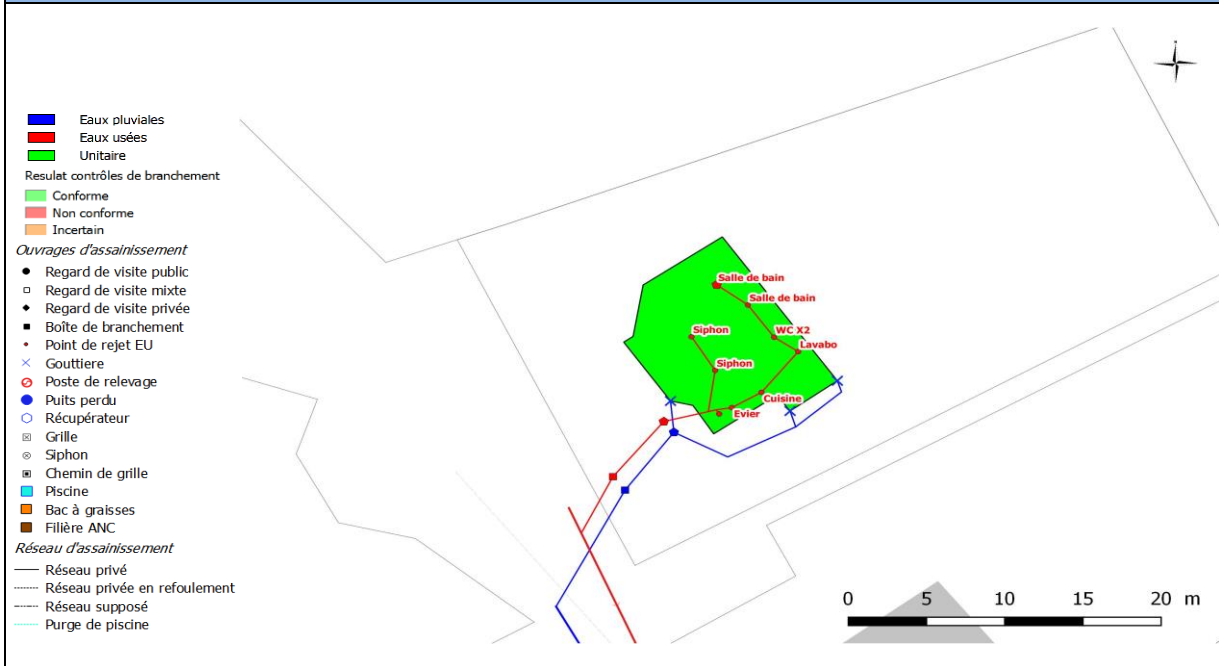 Eaux pluviales
Eaux usées
Unitaire
Resulat contrôles de branchement
Conforme
Non conforme
Incertain
Ouvrages d'assainissement
Regard de visite public
Regard de visite mixte
Regard de visite privée
Boîte de branchement
Point de rejet EU
Gouttiere
Poste de relevage
Puits perdu
Récupérateur
Grille
Siphon
Chemin de grille
Piscine
Bac à graisses
Filière ANC
Réseau d'assainissement
Réseau privé
Réseau privée en refoulement
Réseau supposé
Purge de piscine
Salle de bain
Salle de bain
Siphon
WC X2
Lavabo
Siphon
Cuisine
Evier
0 5 10 15 20 m